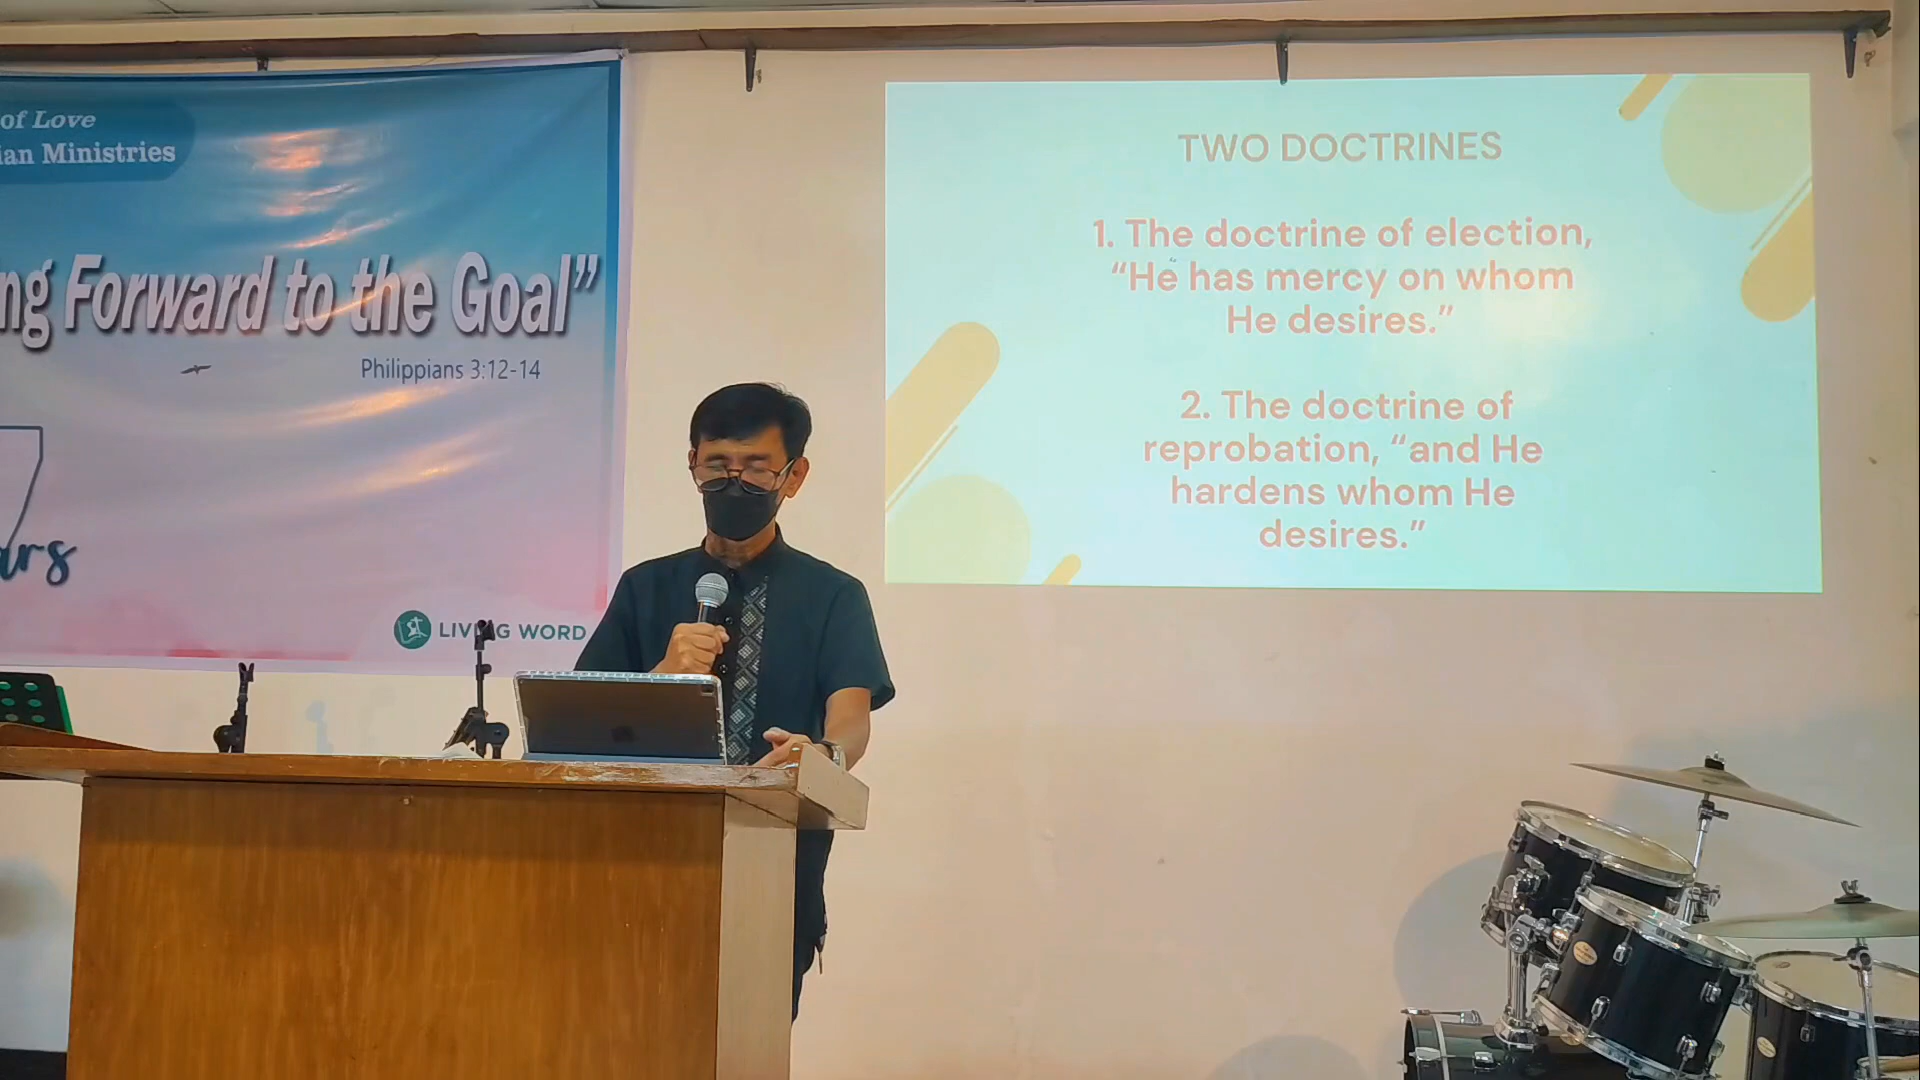 of Love
ian Ministries
ng Forward to the Goal”
Philippians 3:12-14
ars
LIVING WORD
TWO DOCTRINES
1. The doctrine of election,
“He has mercy on whom
He desires.”
2. The doctrine of
reprobation, “and He
hardens whom He
desires.”